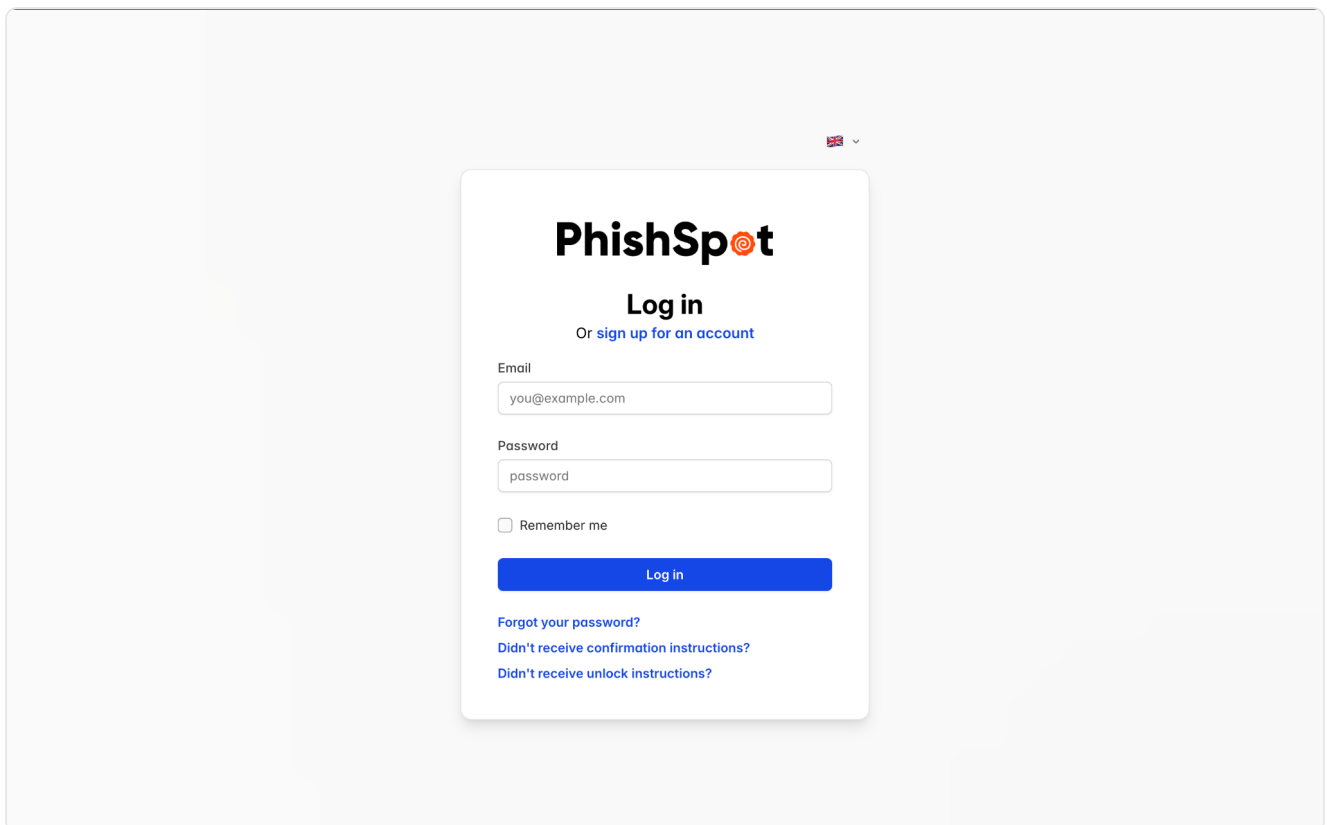 PhishSpot
Log in
Or sign up for an account
Email
you@example.com
Password
password
Remember me
Log in
Forgot your password?
Didn't receive confirmation instructions?
Didn't receive unlock instructions?